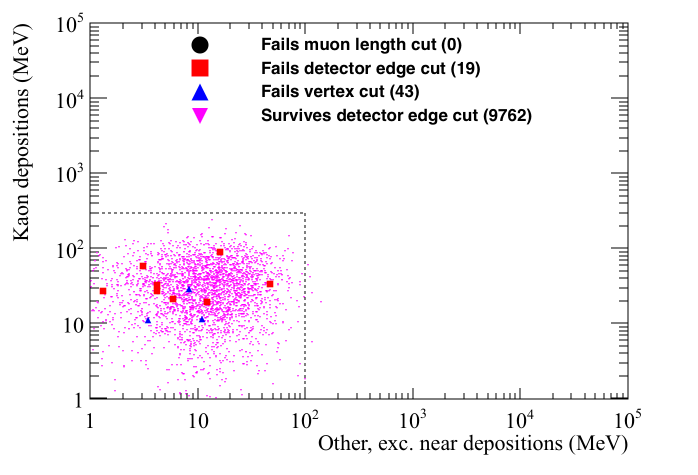 Kaon depositions (MeV)
10^5
10^4
10^3
10^2
10
1
Fails muon length cut (0)
Fails detector edge cut (19)
Fails vertex cut (43)
Survives detector edge cut (9762)
1 10 10^2 10^3 10^4 10^5
Other, exc. near depositions (MeV)